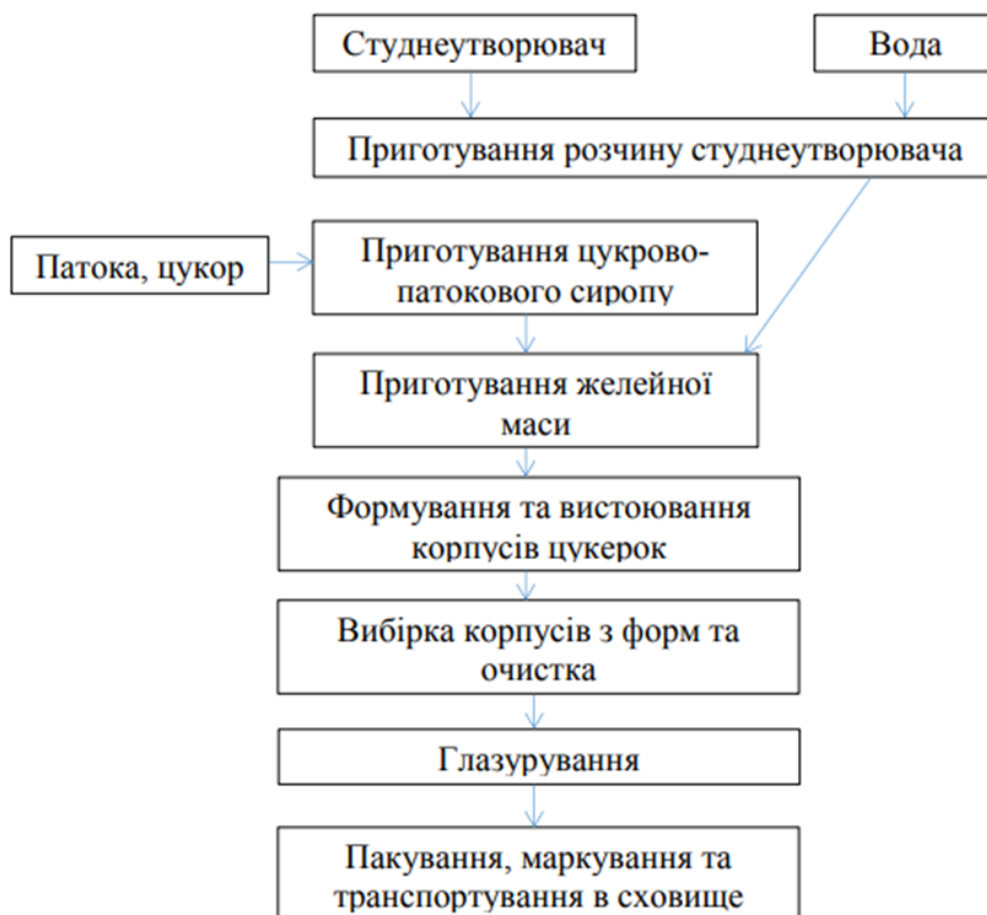 Студнеутворювач
Вода
Приготування розчину студнеутворювача
Патока, цукор
Приготування цукрово-
патокового сиропу
Приготування желейної
маси
Формування та вистоювання
корпусів цукерок
Вибірка корпусів з форм та
очистка
Глазурування
Пакування, маркування та
транспортування в сховище